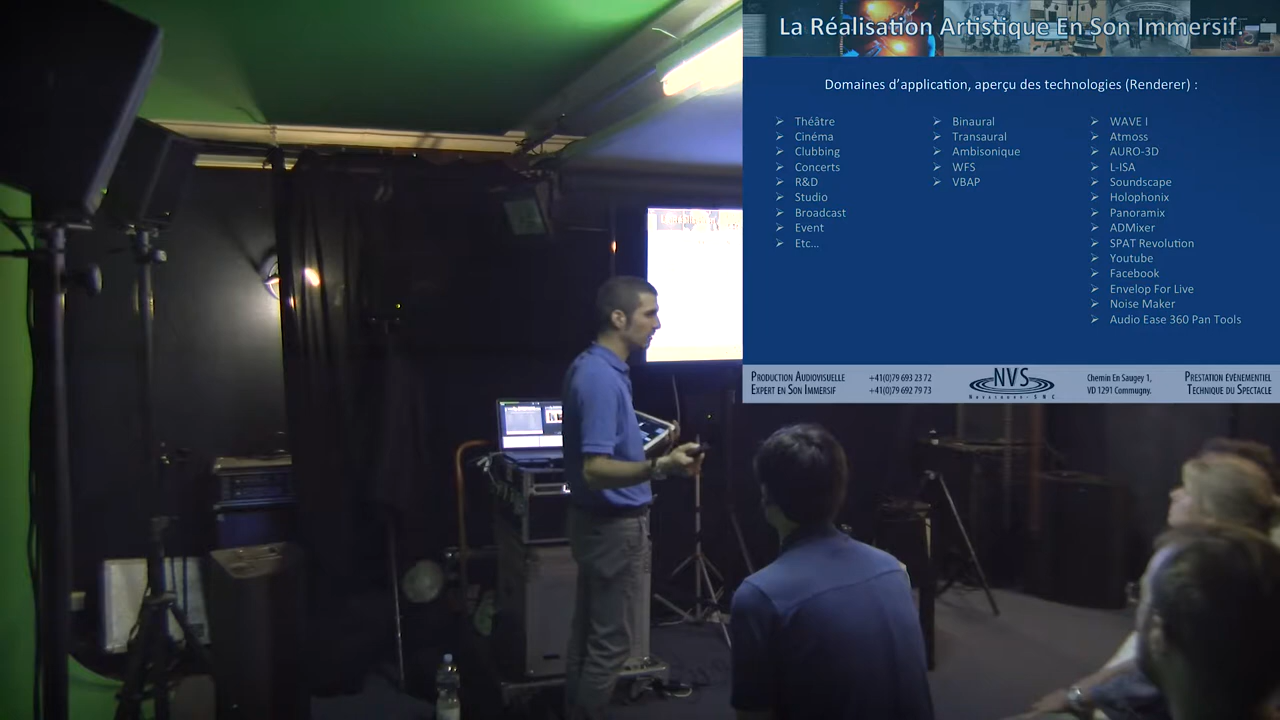 La Réalisation Artistique En Son Immersif.
Domaines d'application, aperçu des technologies (Renderer) :
Théâtre
Cinéma
Clubbing
Concerts
R&D
Studio
Broadcast
Event
Etc...
Binaural
Transaural
Ambisonique
WFS
VBAP
WAVE I
Atmoss
AURO-3D
L-ISA
Soundscape
Holophonix
Panoramix
ADMixer
SPAT Revolution
Youtube
Facebook
Envelop For Live
Noise Maker
Audio Ease 360 Pan Tools
Production Audiovisuelle
Expert en Son Immersif
+41(0)79 693 23 72
+41(0)79 692 79 73
NVS
Chemin En Saugey 1,
VD 1291 Commugny.
Prestation Evènementiel
Technique du Spectacle